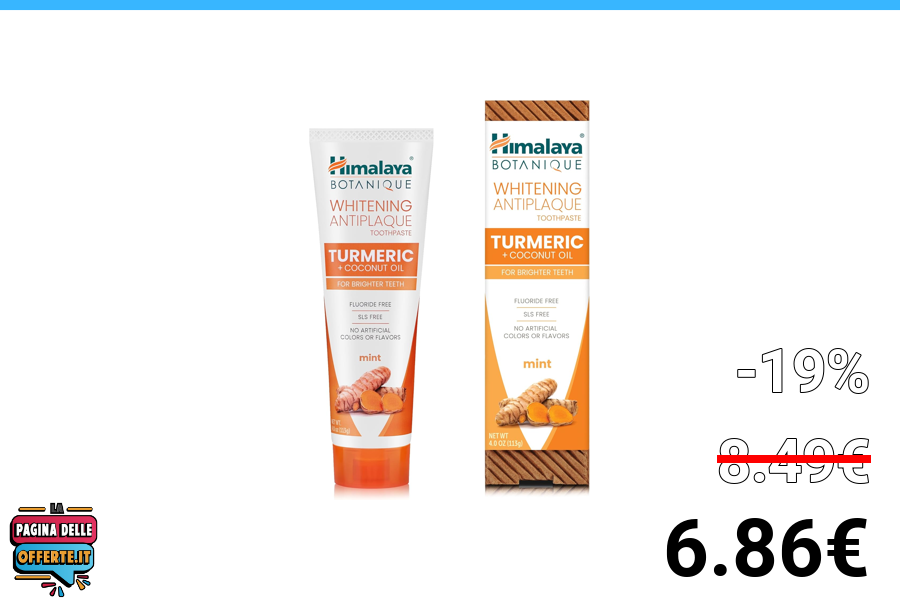 Himalaya®
BOTANIQUE
WHITENING
ANTIPLAQUE
TOOTHPASTE
TURMERIC
+ COCONUT OIL
FOR BRIGHTER TEETH
FLUORIDE FREE
SLS FREE
NO ARTIFICIAL
COLORS OR FLAVORS
mint
Himalaya®
BOTANIQUE
WHITENING
ANTIPLAQUE
TOOTHPASTE
TURMERIC
+ COCONUT OIL
FOR BRIGHTER TEETH
FLUORIDE FREE
SLS FREE
NO ARTIFICIAL
COLORS OR FLAVORS
mint
NET WT
4.0 OZ (113g)
-19%
8.49€
6.86€
LA
PAGINA DELLE
OFFERTE.IT